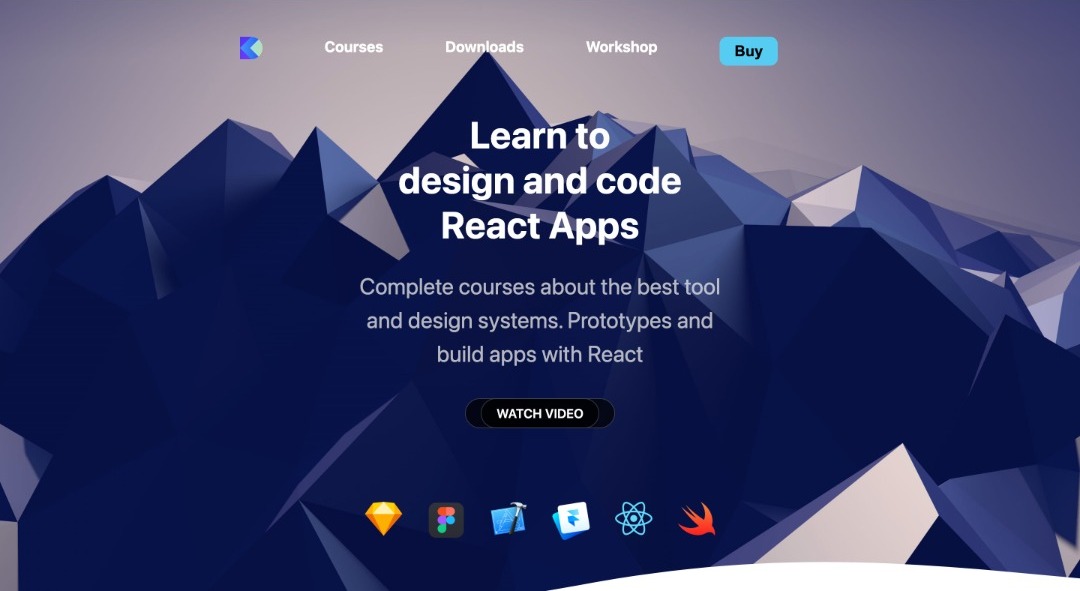 Courses Downloads Workshop Buy
Learn to
design and code
React Apps
Complete courses about the best tool
and design systems. Prototypes and
build apps with React
WATCH VIDEO